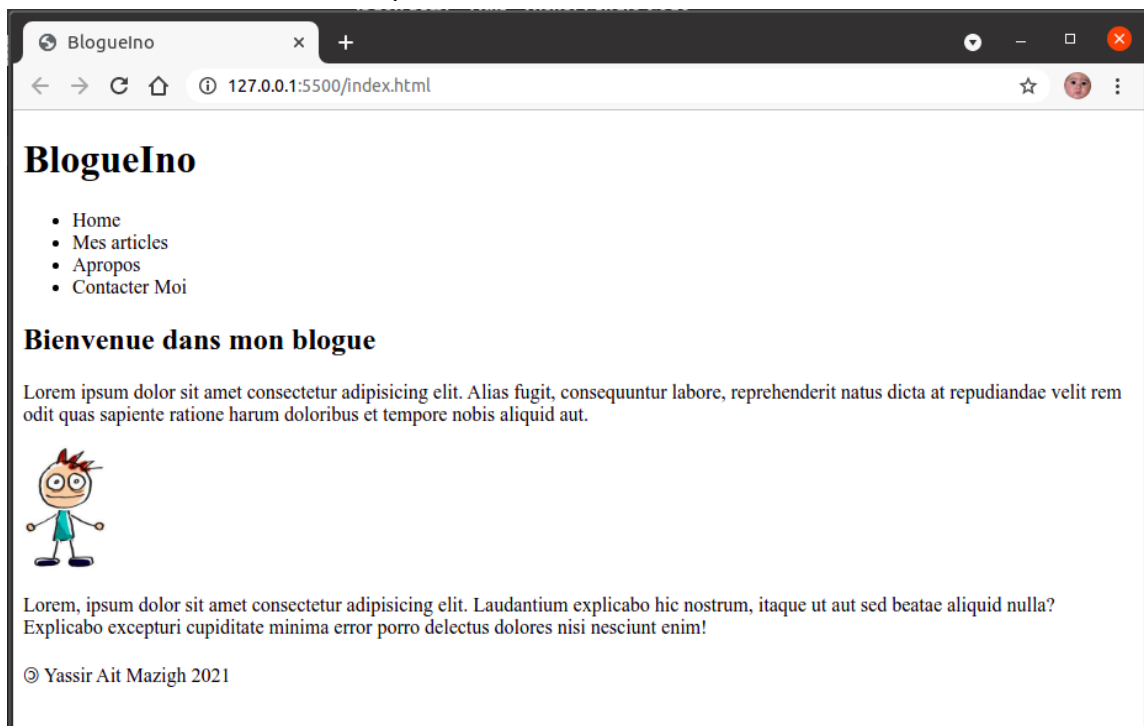 BlogueIno
127.0.0.1:5500/index.html
BlogueIno
Home
Mes articles
Apropos
Contacter Moi
Bienvenue dans mon blogue
Lorem ipsum dolor sit amet consectetur adipisicing elit. Alias fugit, consequuntur labore, reprehenderit natus dicta at repudiandae velit rem
odit quas sapiente ratione harum doloribus et tempore nobis aliquid aut.
Lorem, ipsum dolor sit amet consectetur adipisicing elit. Laudantium explicabo hic nostrum, itaque ut aut sed beatae aliquid nulla?
Explicabo excepturi cupiditate minima error porro delectus dolores nisi nesciunt enim!
🄯 Yassir Ait Mazigh 2021